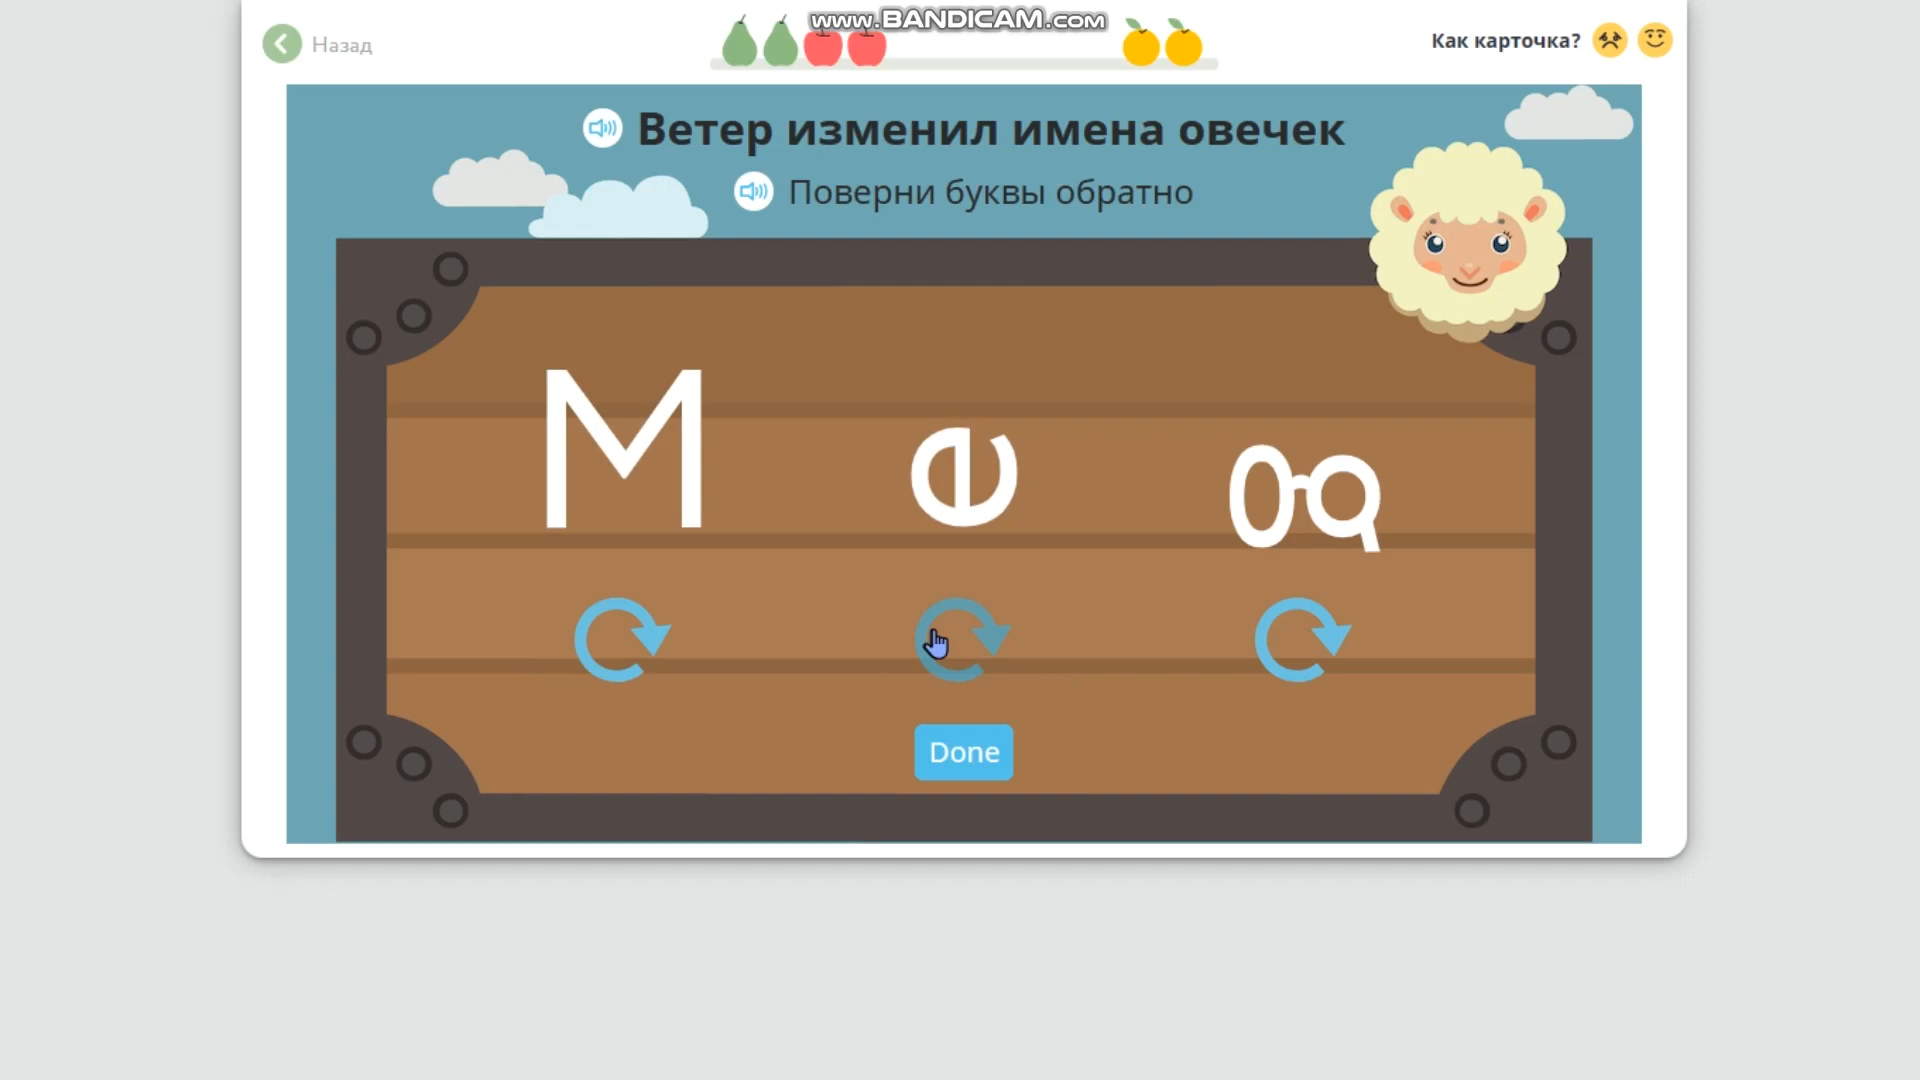 www.BANDICAM.com
Назад
Как карточка?
Ветер изменил имена овечек
Поверни буквы обратно
M e g
Done